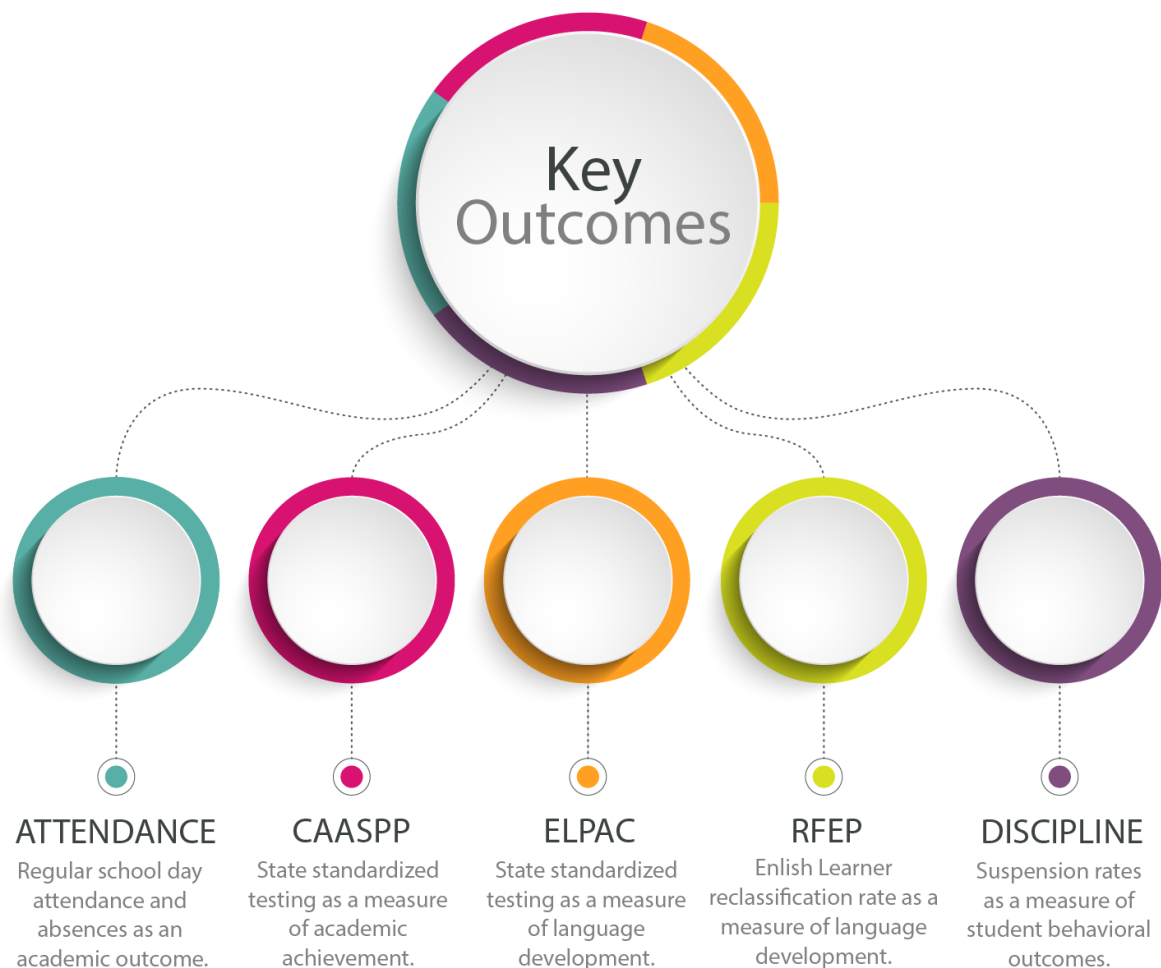 Key
Outcomes
ATTENDANCE
Regular school day
attendance and
absences as an
academic outcome.
CAASPP
State standardized
testing as a measure
of academic
achievement.
ELPAC
State standardized
testing as a measure
of language
development.
RFEP
Enlish Learner
reclassification rate as a
measure of language
development.
DISCIPLINE
Suspension rates
as a measure of
student behavioral
outcomes.